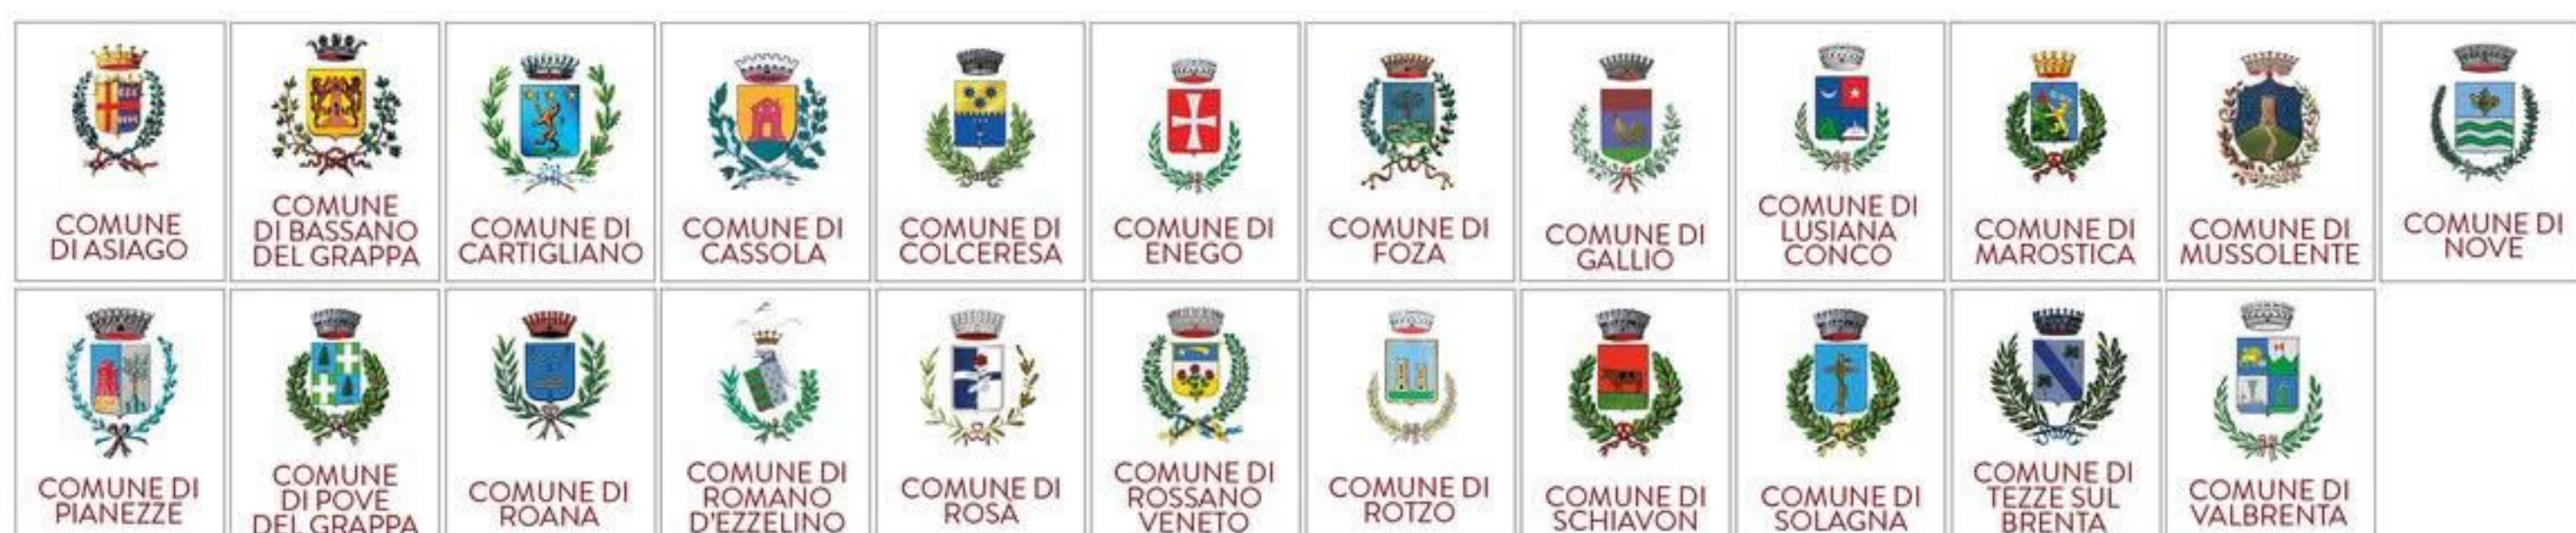 COMUNE
DI ASIAGO
COMUNE
DI BASSANO
DEL GRAPPA
COMUNE DI
CARTIGLIANO
COMUNE DI
CASSOLA
COMUNE DI
COLCERESA
COMUNE DI
ENEGO
COMUNE DI
FOZA
COMUNE DI
GALLIO
COMUNE DI
LUSIANA
CONCO
COMUNE DI
MAROSTICA
COMUNE DI
MUSSOLENTE
COMUNE DI
NOVE
COMUNE DI
PIANEZZE
COMUNE
DI POVE
DEL GRAPPA
COMUNE DI
ROANA
COMUNE DI
ROMANO
D'EZZELINO
COMUNE DI
ROSÀ
COMUNE DI
ROSSANO
VENETO
COMUNE DI
ROTZO
COMUNE DI
SCHIAVON
COMUNE DI
SOLAGNA
COMUNE DI
TEZZE SUL
BRENTA
COMUNE DI
VALBRENTA